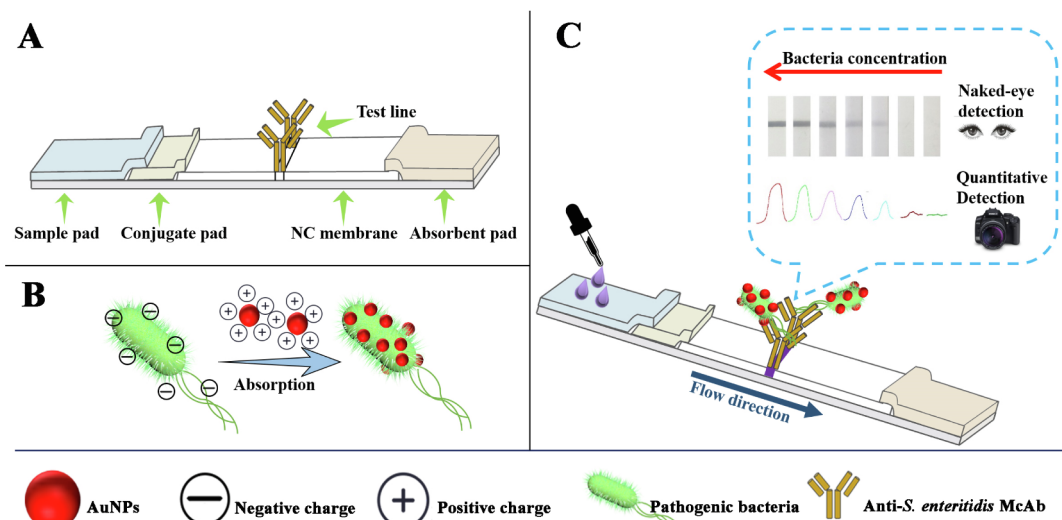 A
Test line
Sample pad
Conjugate pad
NC membrane
Absorbent pad
B
Absorption
C
Bacteria concentration
Naked-eye
detection
Quantitative
Detection
Flow direction
AuNPs
Negative charge
Positive charge
Pathogenic bacteria
Anti-S. enteritidis McAb